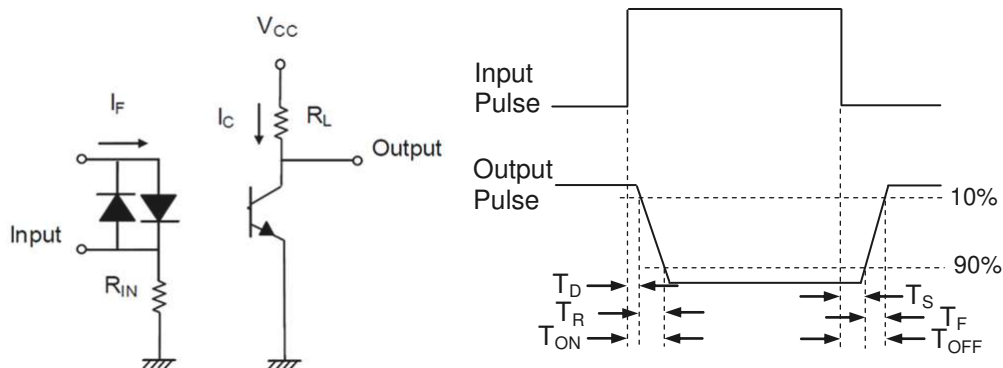 V_CC
I_F
I_C
R_L
Output
Input
R_IN
Input
Pulse
Output
Pulse
10%
90%
T_D
T_S
T_R
T_F
T_ON
T_OFF